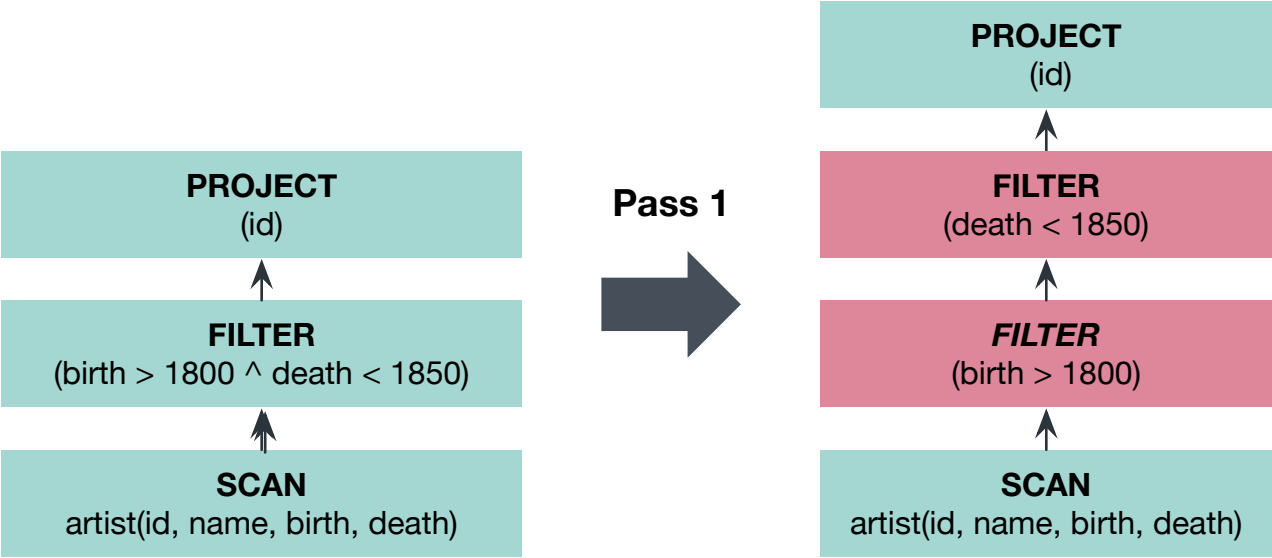 PROJECT
(id)
FILTER
(birth > 1800 ^ death < 1850)
SCAN
artist(id, name, birth, death)
Pass 1
PROJECT
(id)
FILTER
(death < 1850)
FILTER
(birth > 1800)
SCAN
artist(id, name, birth, death)